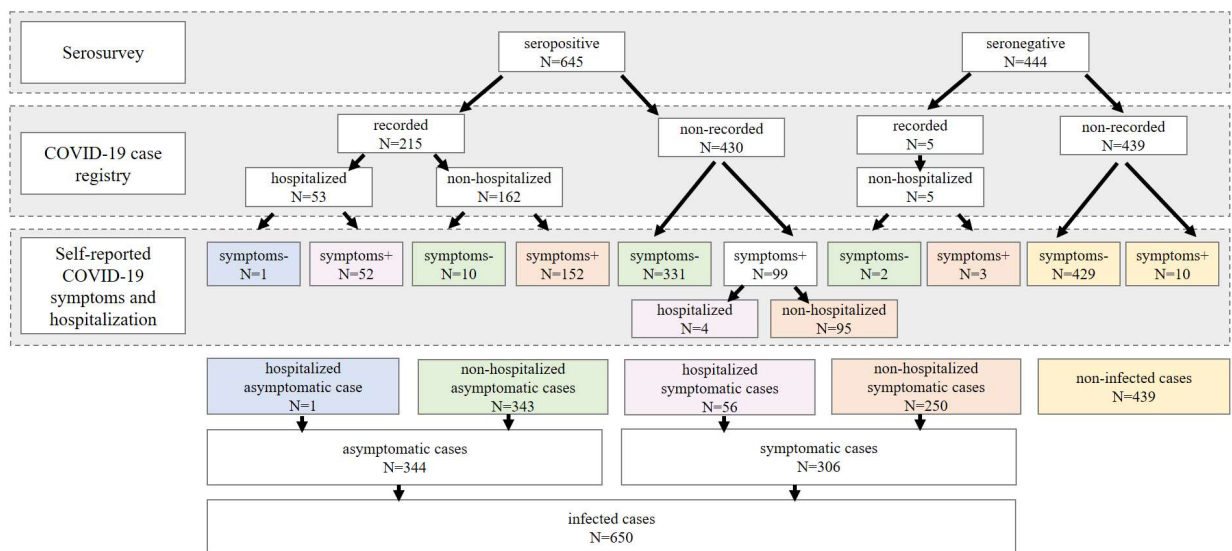 Serosurvey
seropositive
N=645
seronegative
N=444
COVID-19 case
registry
recorded
N=215
non-recorded
N=430
recorded
N=5
non-recorded
N=439
hospitalized
N=53
non-hospitalized
N=162
non-hospitalized
N=5
Self-reported
COVID-19
symptoms and
hospitalization
symptoms-
N=1
symptoms+
N=52
symptoms-
N=10
symptoms+
N=152
symptoms-
N=331
symptoms+
N=99
symptoms-
N=2
symptoms+
N=3
symptoms-
N=429
symptoms+
N=10
hospitalized
N=4
non-hospitalized
N=95
hospitalized
asymptomatic case
N=1
non-hospitalized
asymptomatic cases
N=343
hospitalized
symptomatic cases
N=56
non-hospitalized
symptomatic cases
N=250
non-infected cases
N=439
asymptomatic cases
N=344
symptomatic cases
N=306
infected cases
N=650